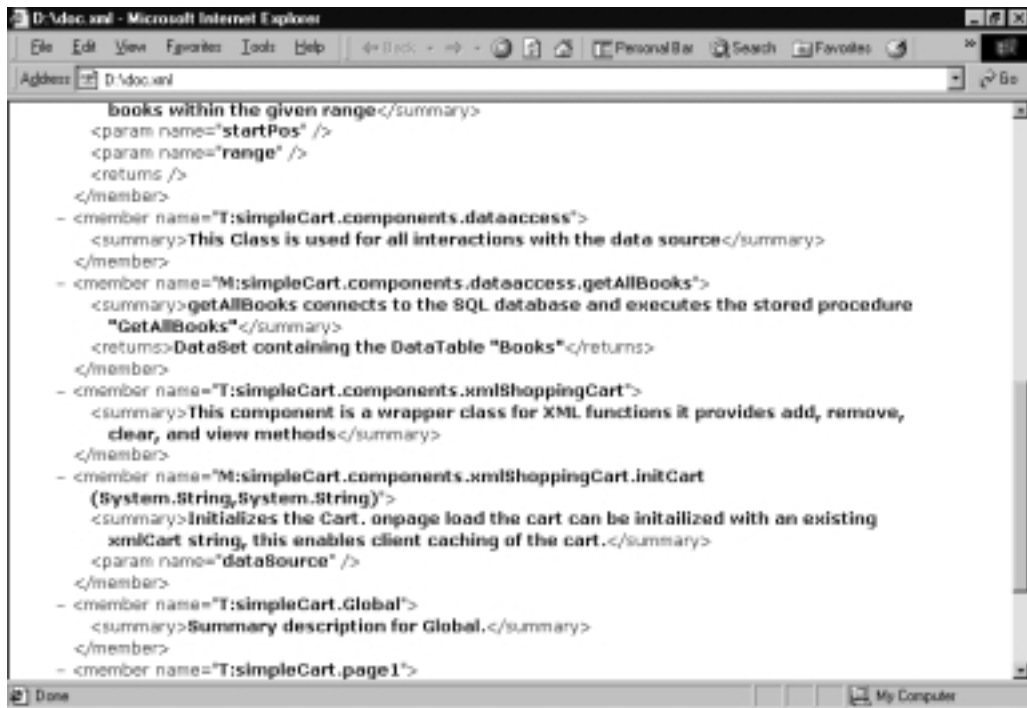 D:\doc.xml - Microsoft Internet Explorer
File Edit View Favorites Tools Help Back Personal Bar Search Favorites »
Address D:\doc.xml Go
books within the given range</summary>
<param name="startPos" />
<param name="range" />
<returns />
</member>
- <member name="T:simpleCart.components.dataaccess">
<summary>This Class is used for all interactions with the data source</summary>
</member>
- <member name="M:simpleCart.components.dataaccess.getAllBooks">
<summary>getAllBooks connects to the SQL database and executes the stored procedure
"GetAllBooks"</summary>
<returns>DataSet containing the DataTable "Books"</returns>
</member>
- <member name="T:simpleCart.components.xmlShoppingCart">
<summary>This component is a wrapper class for XML functions it provides add, remove,
clear, and view methods</summary>
</member>
- <member name="M:simpleCart.components.xmlShoppingCart.initCart
(System.String,System.String)">
<summary>Initializes the Cart. onpage load the cart can be initailized with an existing
xmlCart string, this enables client caching of the cart.</summary>
<param name="dataSource" />
</member>
- <member name="T:simpleCart.Global">
<summary>Summary description for Global.</summary>
</member>
- <member name="T:simpleCart.page1">
Done My Computer